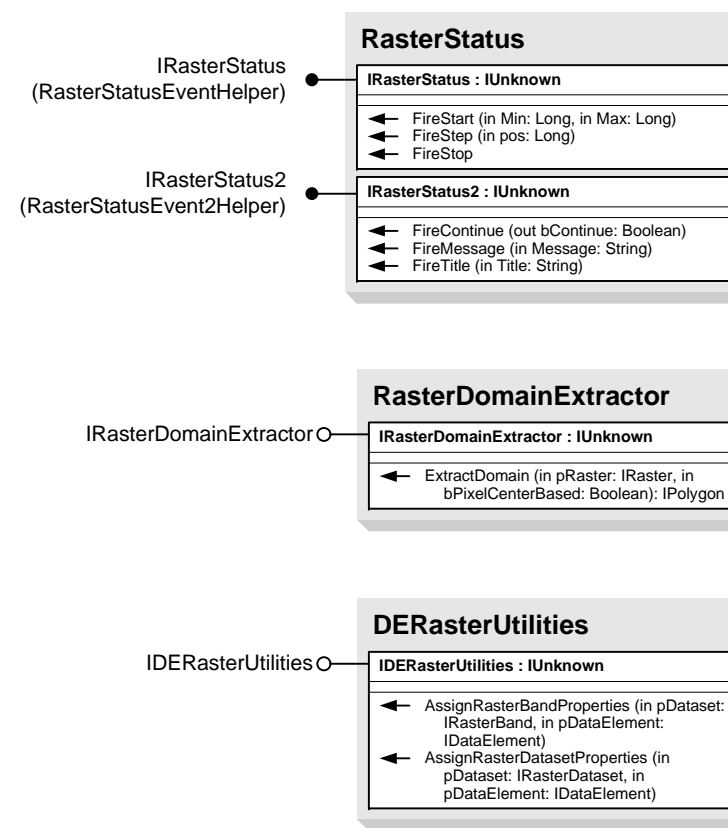 RasterStatus
IRasterStatus
(RasterStatusEventHelper)
IRasterStatus : IUnknown
FireStart (in Min: Long, in Max: Long)
FireStep (in pos: Long)
FireStop
IRasterStatus2
(RasterStatusEvent2Helper)
IRasterStatus2 : IUnknown
FireContinue (out bContinue: Boolean)
FireMessage (in Message: String)
FireTitle (in Title: String)
RasterDomainExtractor
IRasterDomainExtractor
IRasterDomainExtractor : IUnknown
ExtractDomain (in pRaster: IRaster, in
bPixelCenterBased: Boolean): IPolygon
DERasterUtilities
IDERasterUtilities
IDERasterUtilities : IUnknown
AssignRasterBandProperties (in pDataset:
IRasterBand, in pDataElement:
IDataElement)
AssignRasterDatasetProperties (in
pDataset: IRasterDataset, in
pDataElement: IDataElement)